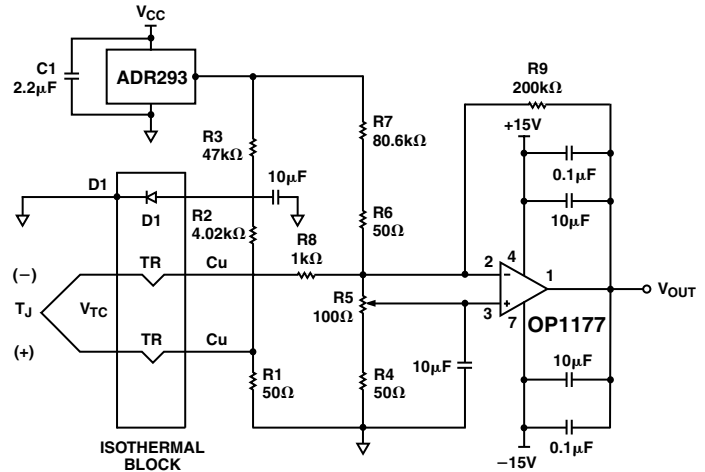 VCC
C1
2.2μF
ADR293
R9
200kΩ
R7
80.6kΩ
+15V
R3
47kΩ
0.1μF
10μF
D1
10μF
D1
R2
4.02kΩ
R6
50Ω
R8
1kΩ
4
(–)
TR
Cu
2
–
1
VOUT
TJ
VTC
R5
100Ω
+
3
7
OP1177
(+)
TR
Cu
10μF
10μF
R1
50Ω
R4
50Ω
0.1μF
–15V
ISOTHERMAL
BLOCK